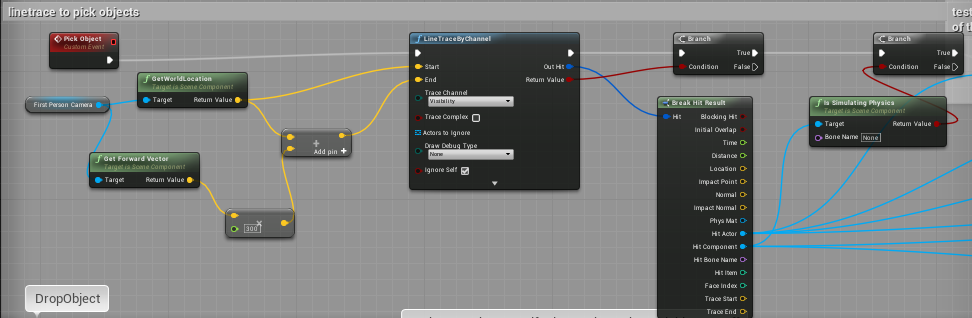 linetrace to pick objects
test
of th
Pick Object
Custom Event
GetWorldLocation
Target is Scene Component
Target
Return Value
First Person Camera
Get Forward Vector
Target is Scene Component
Target
Return Value
Add pin
300
LineTraceByChannel
Start
Out Hit
End
Return Value
Trace Channel
Visibility
Trace Complex
Actors to Ignore
Draw Debug Type
None
Ignore Self
Branch
True
Condition
False
Break Hit Result
Hit
Blocking Hit
Initial Overlap
Time
Distance
Location
Impact Point
Normal
Impact Normal
Phys Mat
Hit Actor
Hit Component
Hit Bone Name
Hit Item
Face Index
Trace Start
Trace End
Branch
True
Condition
False
Is Simulating Physics
Target is Scene Component
Target
Return Value
Bone Name
None
DropObject